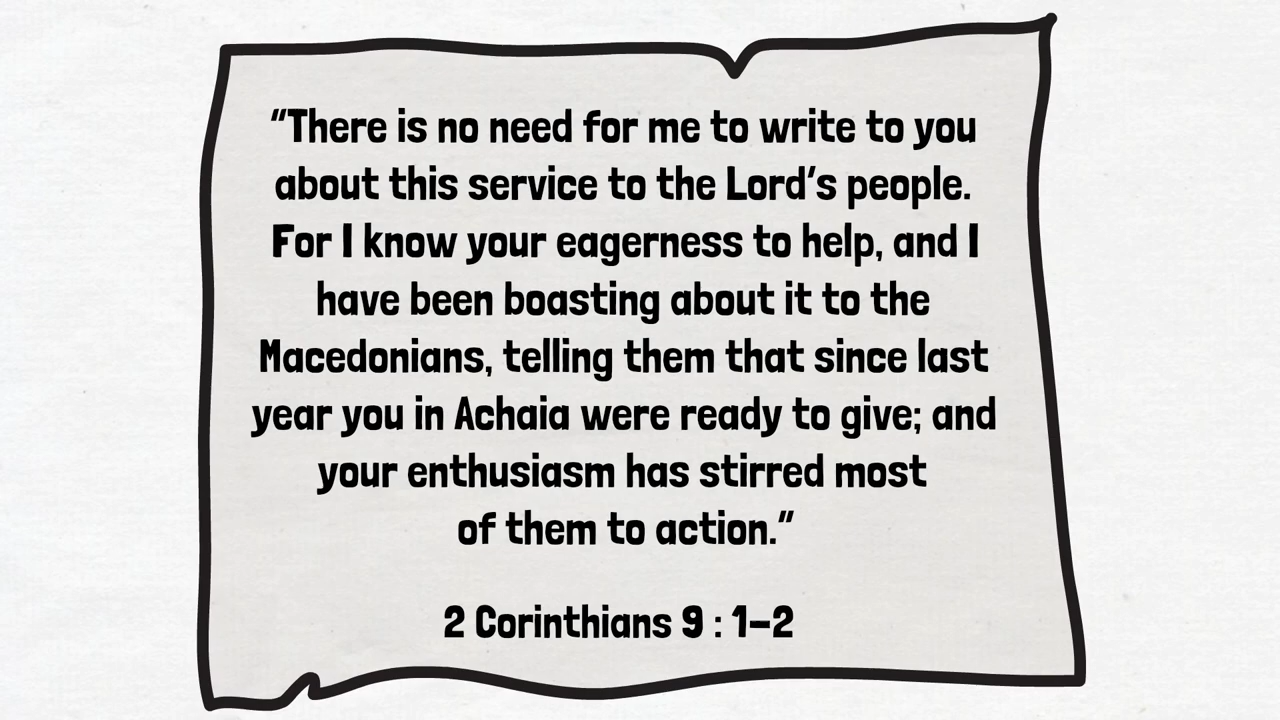 “There is no need for me to write to you
about this service to the Lord’s people.
For I know your eagerness to help, and I
have been boasting about it to the
Macedonians, telling them that since last
year you in Achaia were ready to give; and
your enthusiasm has stirred most
of them to action.”
2 Corinthians 9 : 1–2